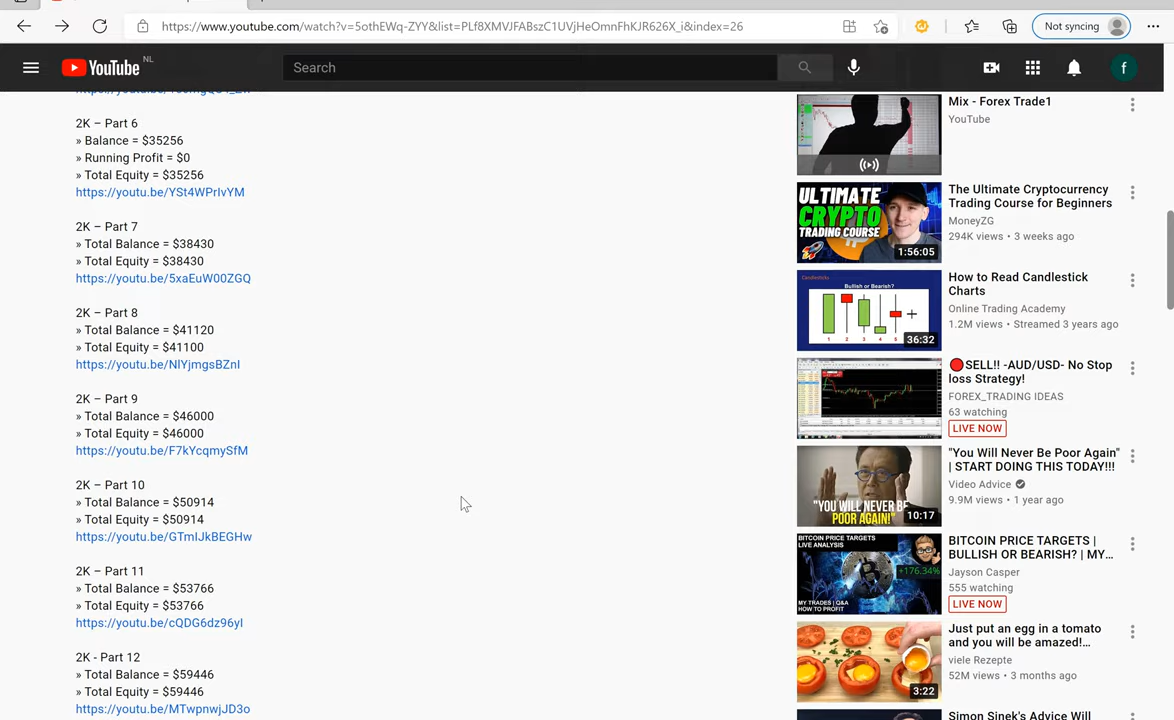 https://www.youtube.com/watch?v=5othEWq-ZYY&list=PLf8XMVJFABszC1UVjHeOmnFhKJR626X_i&index=26
Not syncing
YouTube NL
Search
f
2K – Part 6
» Balance = $35256
» Running Profit = $0
» Total Equity = $35256
https://youtu.be/YSt4WPrIvYM
2K – Part 7
» Total Balance = $38430
» Total Equity = $38430
https://youtu.be/5xaEuW00ZGQ
2K – Part 8
» Total Balance = $41120
» Total Equity = $41100
https://youtu.be/NlYjmgsBZnI
2K – Part 9
» Total Balance = $46000
» Total Equity = $46000
https://youtu.be/F7kYcqmySfM
2K – Part 10
» Total Balance = $50914
» Total Equity = $50914
https://youtu.be/GTmIJkBEGHw
2K – Part 11
» Total Balance = $53766
» Total Equity = $53766
https://youtu.be/cQDG6dz96yI
2K - Part 12
» Total Balance = $59446
» Total Equity = $59446
https://youtu.be/MTwpnwjJD3o
Mix - Forex Trade1
YouTube
ULTIMATE
CRYPTO
TRADING COURSE
1:56:05
The Ultimate Cryptocurrency
Trading Course for Beginners
MoneyZG
294K views • 3 weeks ago
Candlesticks
Bullish or Bearish?
1 2 3 4 5
36:32
How to Read Candlestick
Charts
Online Trading Academy
1.2M views • Streamed 3 years ago
🔴SELL!! -AUD/USD- No Stop
loss Strategy!
FOREX_TRADING IDEAS
63 watching
LIVE NOW
"YOU WILL NEVER BE
POOR AGAIN!"
10:17
"You Will Never Be Poor Again"
| START DOING THIS TODAY!!!
Video Advice
9.9M views • 1 year ago
BITCOIN PRICE TARGETS
LIVE ANALYSIS
+176.34%
MY TRADES | Q&A
HOW TO PROFIT
BITCOIN PRICE TARGETS |
BULLISH OR BEARISH? | MY...
Jayson Casper
555 watching
LIVE NOW
3:22
Just put an egg in a tomato
and you will be amazed!...
viele Rezepte
52M views • 3 months ago
Simon Sinek's Advice Will